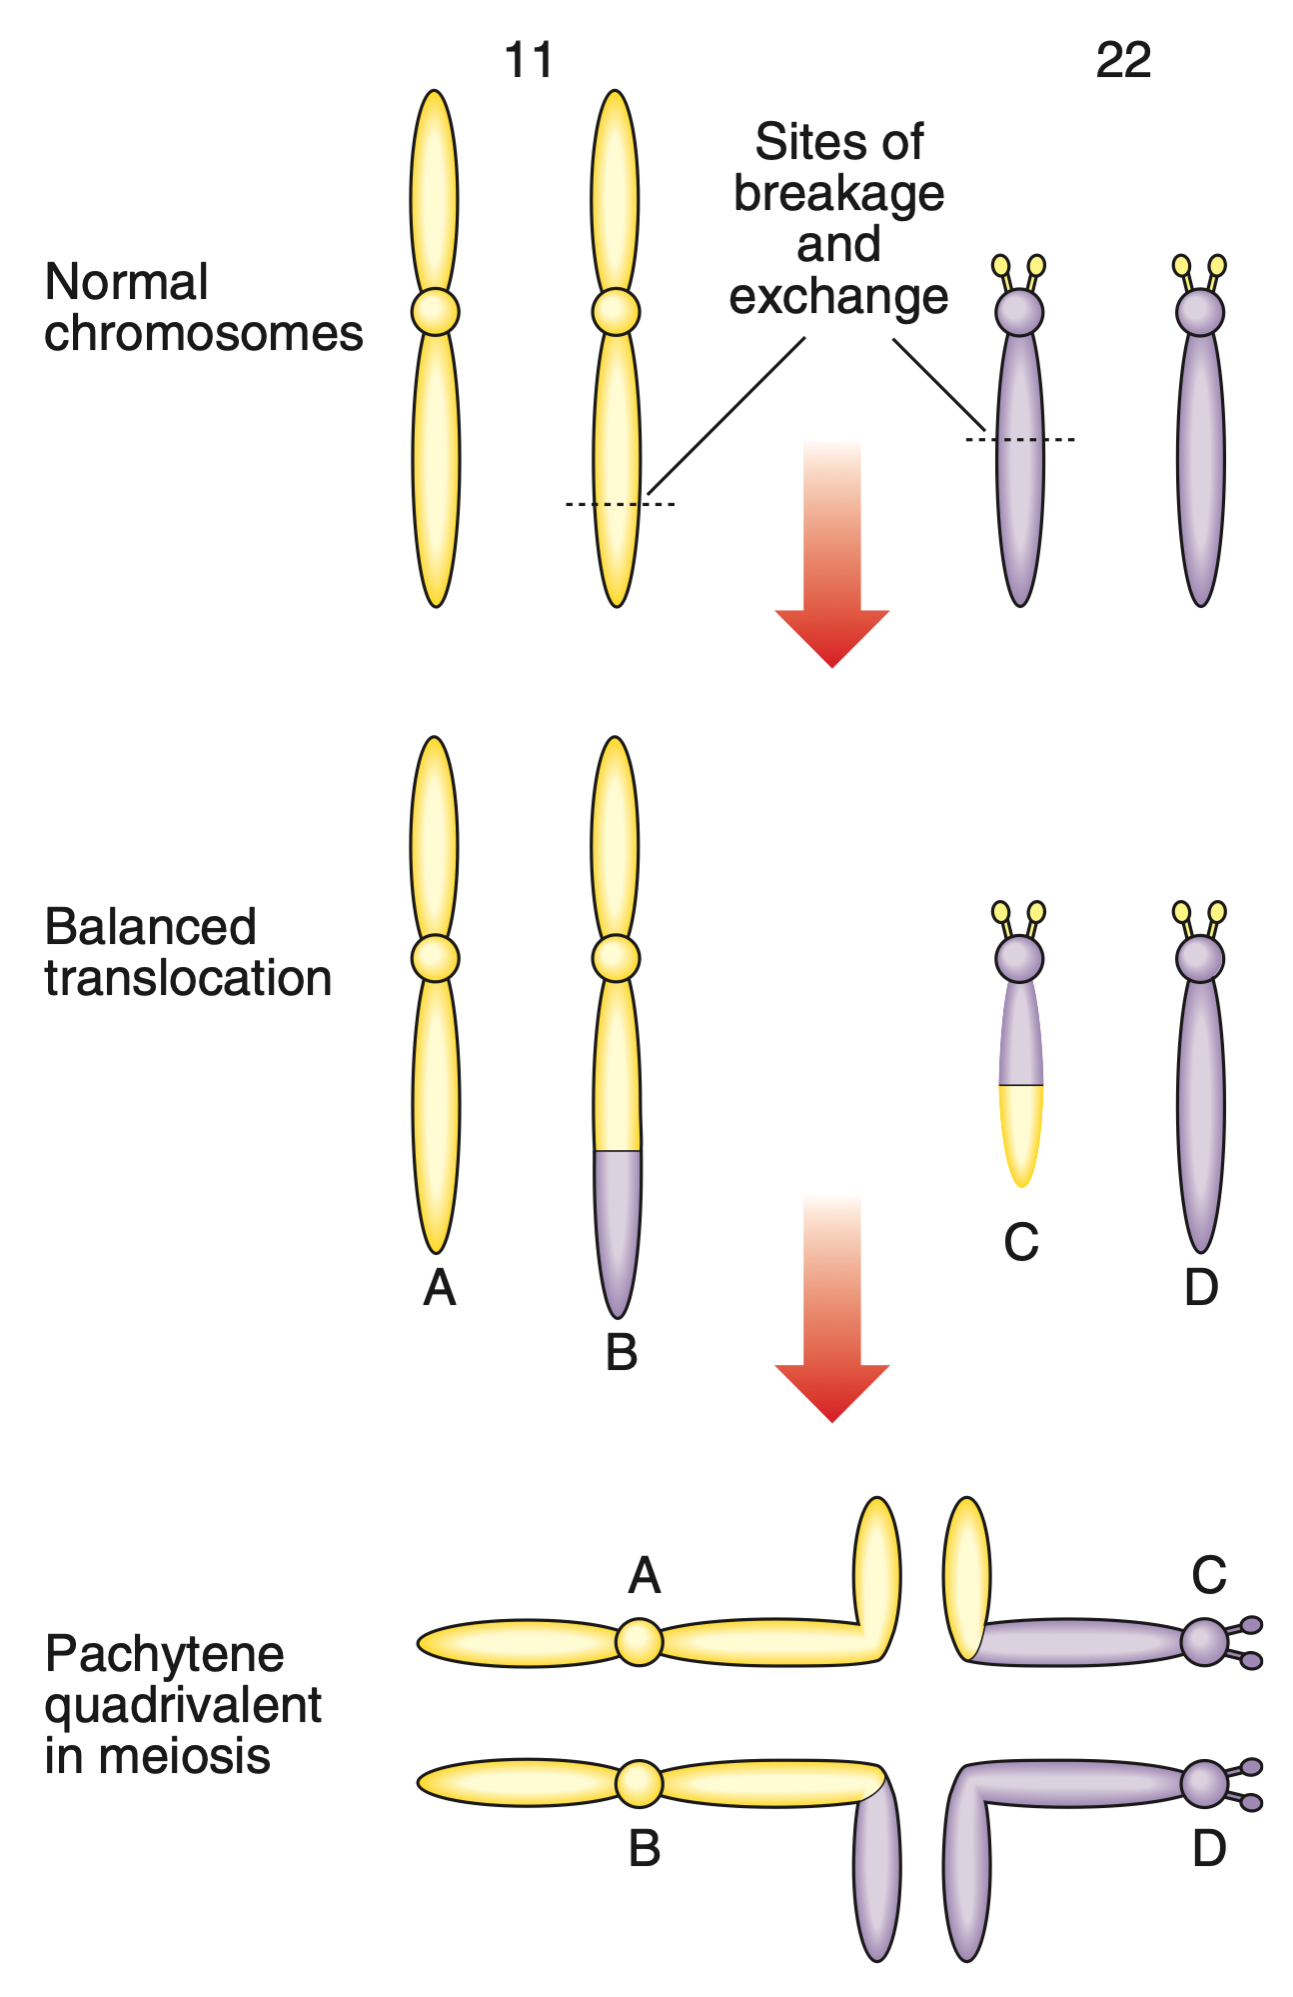 11
22
Sites of
breakage
and
exchange
Normal
chromosomes
Balanced
translocation
A
B
C
D
Pachytene
quadrivalent
in meiosis
A
C
B
D